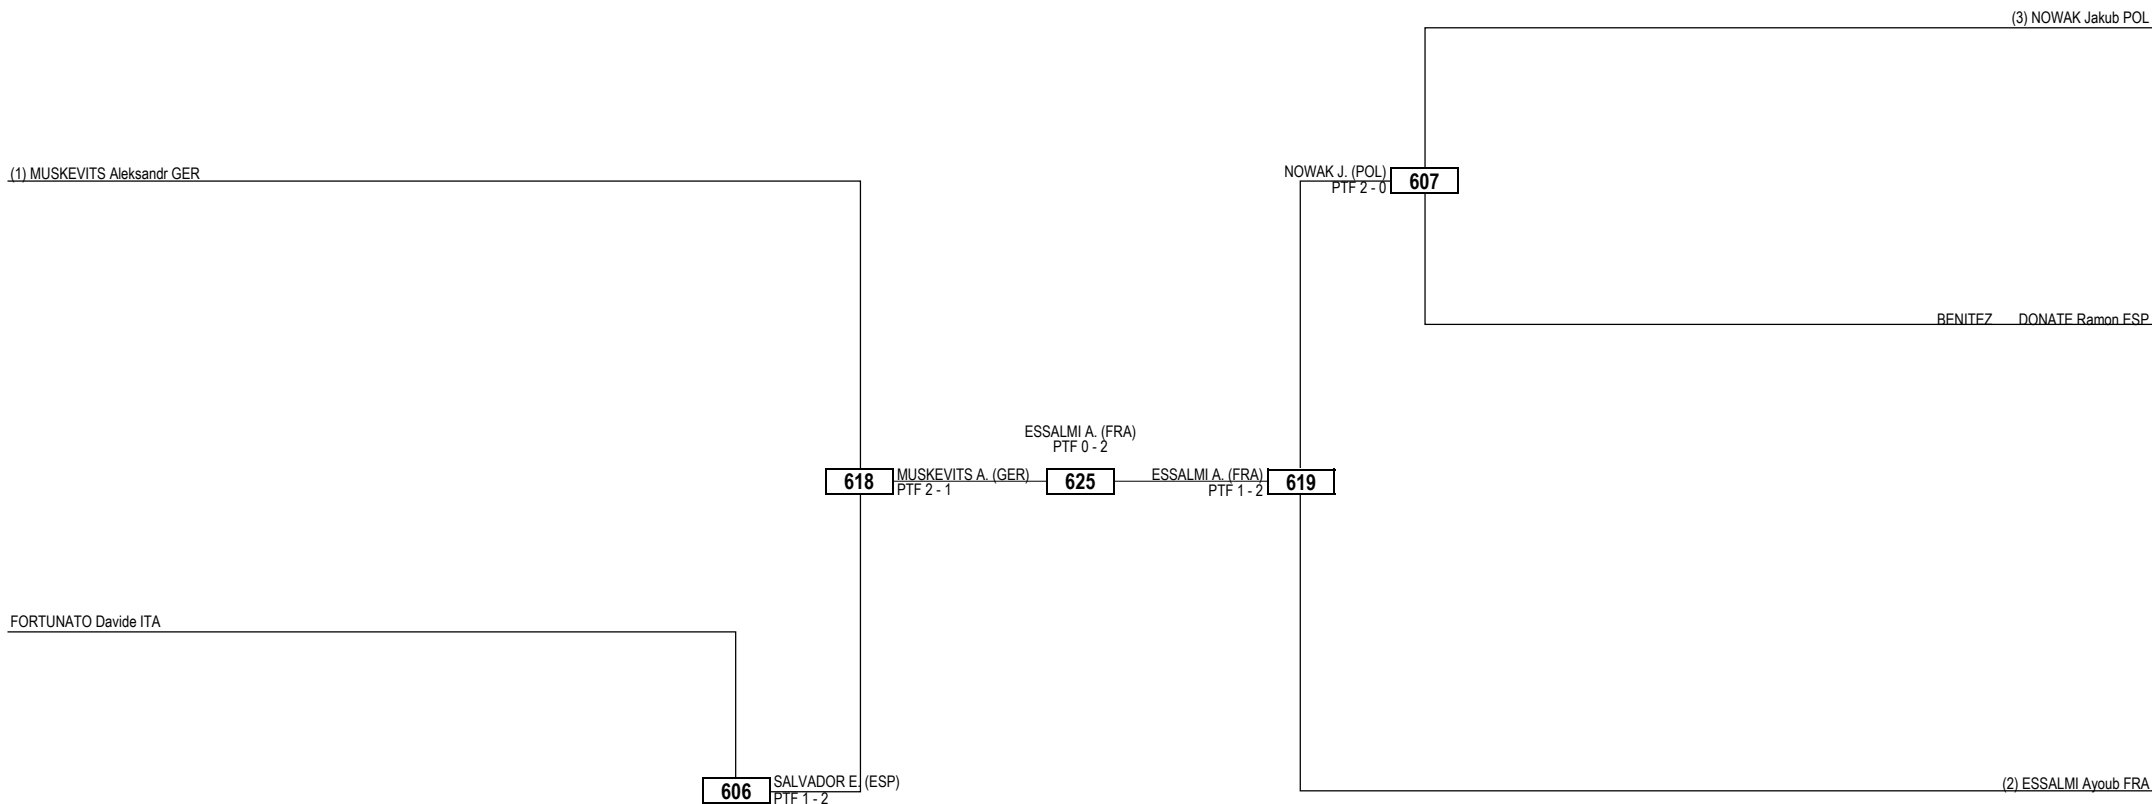 (3) NOWAK Jakub POL
(1) MUSKEVITS Aleksandr GER
NOWAK J. (POL)
PTF 2 - 0
607
BENITEZ DONATE Ramon ESP
ESSALMI A. (FRA)
PTF 0 - 2
618
MUSKEVITS A. (GER)
PTF 2 - 1
625
ESSALMI A. (FRA)
PTF 1 - 2
619
FORTUNATO Davide ITA
606
SALVADOR E. (ESP)
PTF 1 - 2
(2) ESSALMI Ayoub FRA